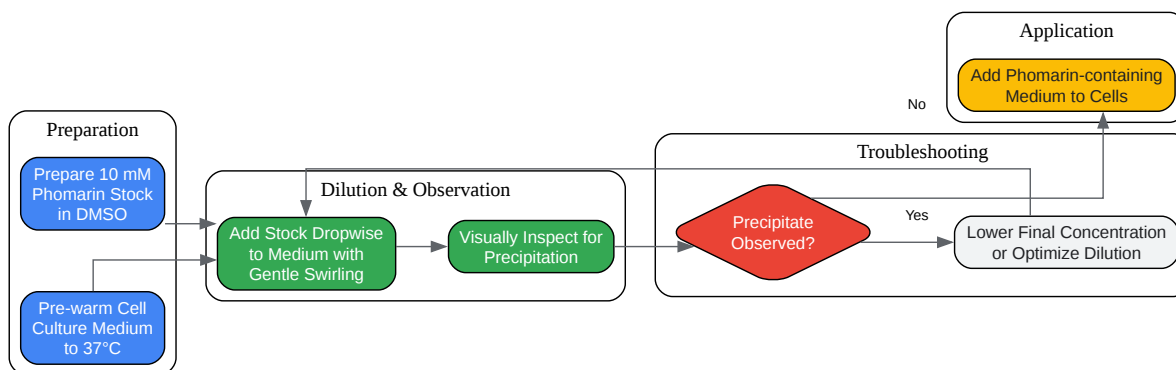 Preparation
Prepare 10 mM
Phomarin Stock
in DMSO
Pre-warm Cell
Culture Medium
to 37°C
Dilution & Observation
Add Stock Dropwise
to Medium with
Gentle Swirling
Visually Inspect for
Precipitation
Troubleshooting
Precipitate
Observed?
Yes
Lower Final Concentration
or Optimize Dilution
No
Application
Add Phomarin-containing
Medium to Cells